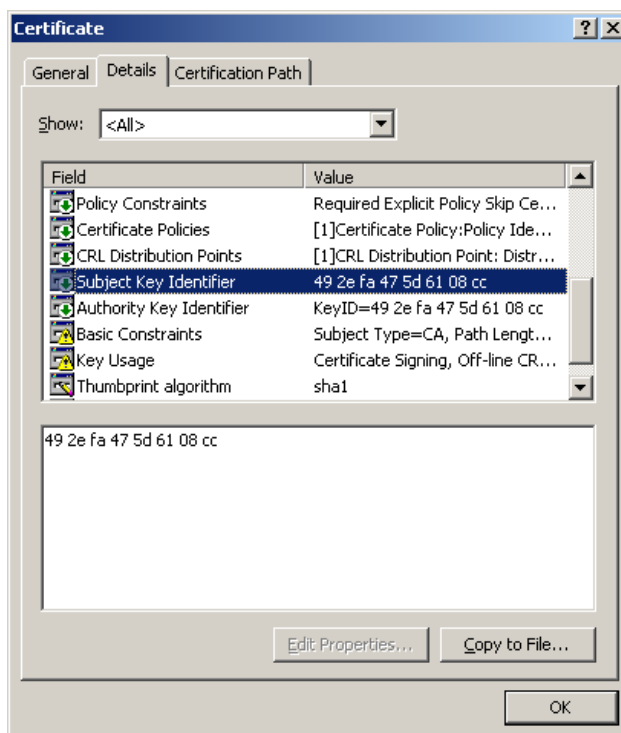 Certificate
General Details Certification Path
Show: <All>
Field Value
Policy Constraints Required Explicit Policy Skip Ce...
Certificate Policies [1]Certificate Policy:Policy Ide...
CRL Distribution Points [1]CRL Distribution Point: Distr...
Subject Key Identifier 49 2e fa 47 5d 61 08 cc
Authority Key Identifier KeyID=49 2e fa 47 5d 61 08 cc
Basic Constraints Subject Type=CA, Path Lengt...
Key Usage Certificate Signing, Off-line CR...
Thumbprint algorithm sha1
49 2e fa 47 5d 61 08 cc
Edit Properties... Copy to File...
OK